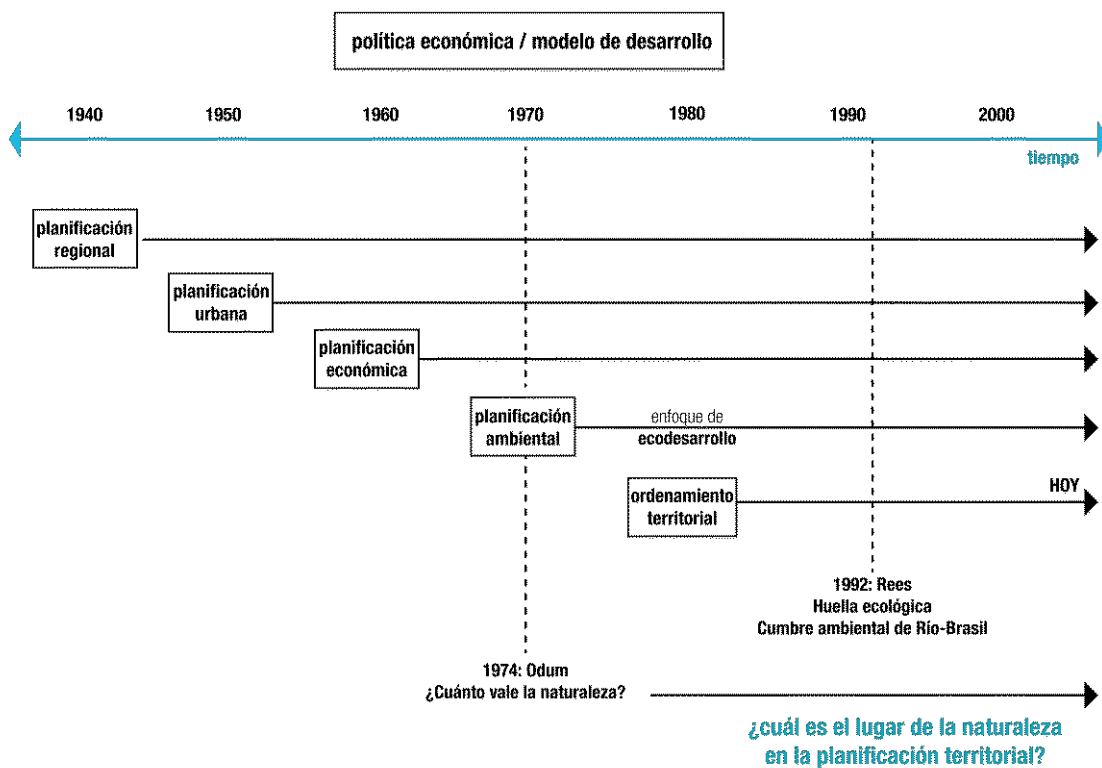 política económica / modelo de desarrollo
1940 1950 1960 1970 1980 1990 2000
tiempo
planificación
regional
planificación
urbana
planificación
económica
planificación
ambiental
enfoque de
ecodesarrollo
ordenamiento
territorial
HOY
1992: Rees
Huella ecológica
Cumbre ambiental de Río-Brasil
1974: Odum
¿Cuánto vale la naturaleza?
¿cuál es el lugar de la naturaleza
en la planificación territorial?